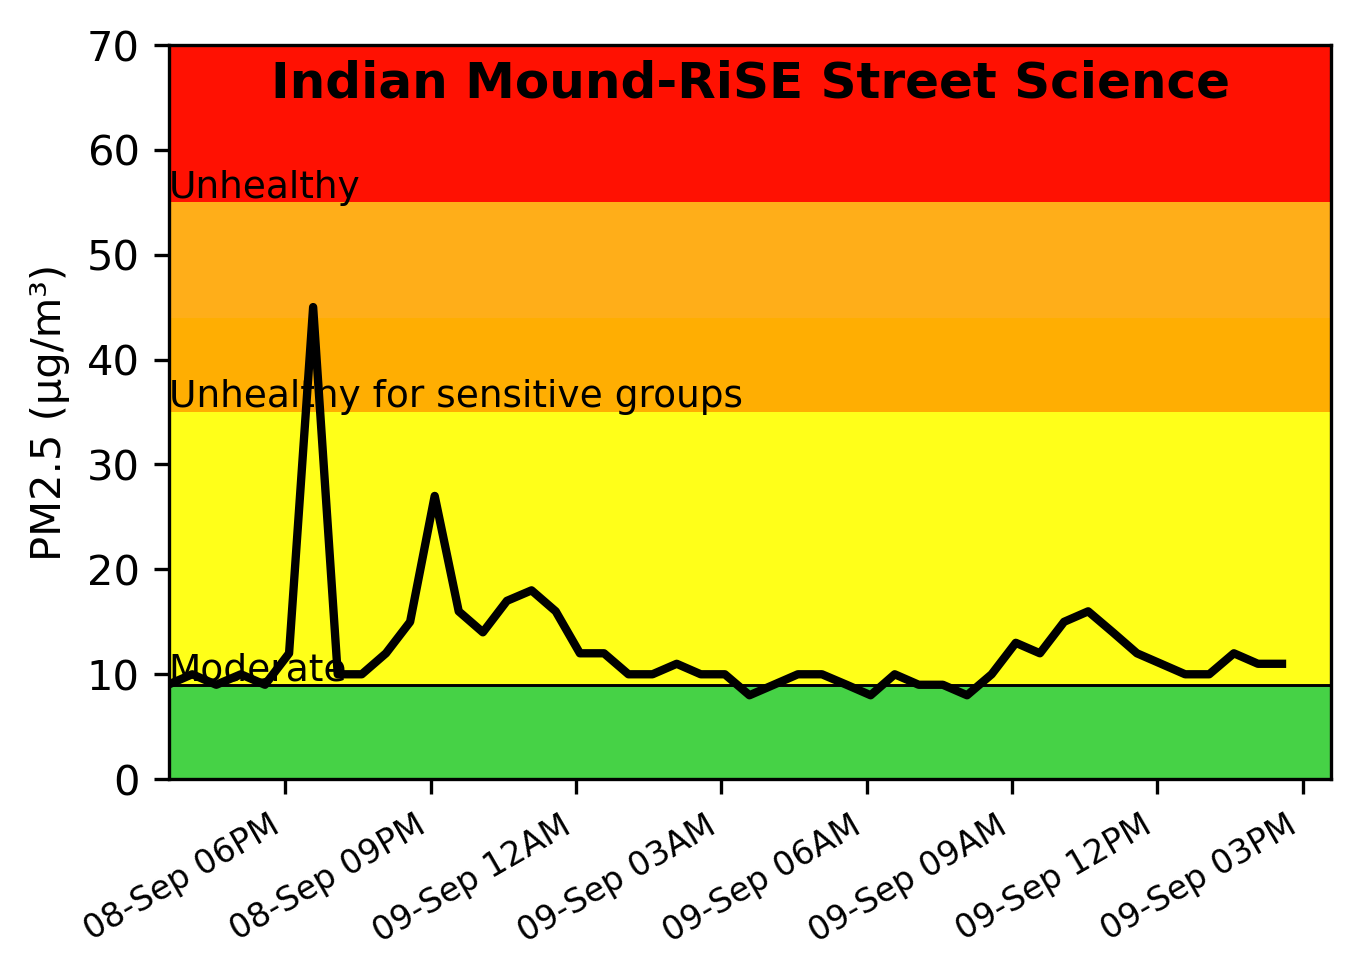 Indian Mound-RiSE Street Science
PM2.5 (µg/m³)
70
60
50
40
30
20
10
0
Unhealthy
Unhealthy for sensitive groups
Moderate
08-Sep 06PM
08-Sep 09PM
09-Sep 12AM
09-Sep 03AM
09-Sep 06AM
09-Sep 09AM
09-Sep 12PM
09-Sep 03PM